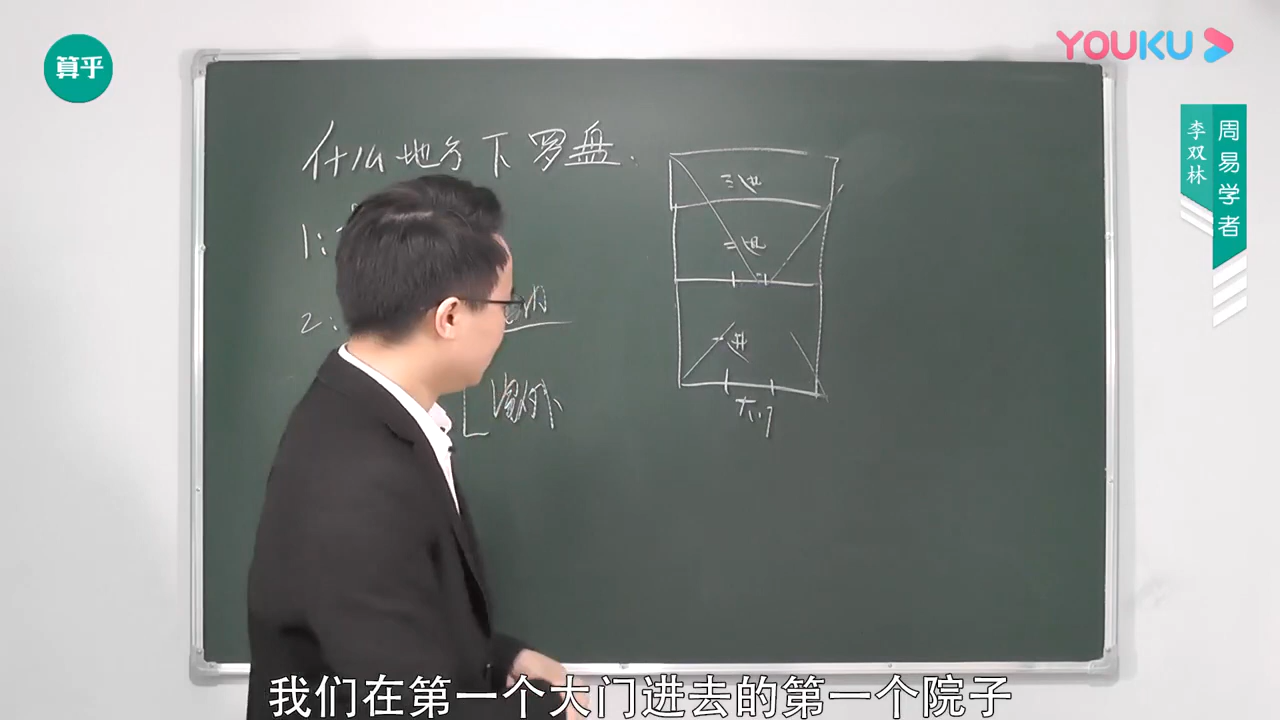 算乎
YOUKU
周易学者
李双林
什么地方下罗盘.
1:
2:
内
外
三进
二进
一进
大门
我们在第一个大门进去的第一个院子